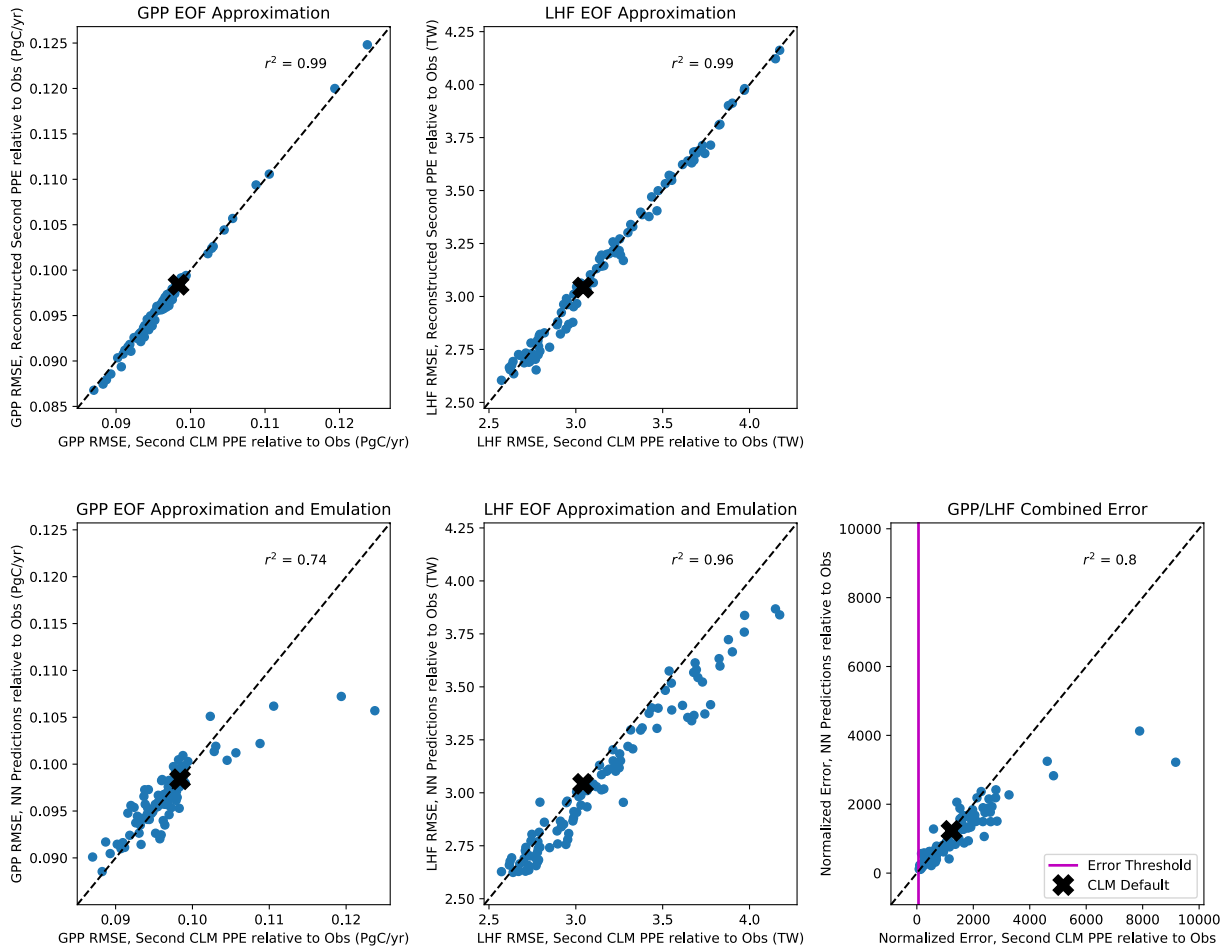 GPP EOF Approximation
GPP RMSE, Reconstructed Second PPE relative to Obs (PgC/yr)
0.125
0.120
0.115
0.110
0.105
0.100
0.095
0.090
0.085
r² = 0.99
0.09 0.10 0.11 0.12
GPP RMSE, Second CLM PPE relative to Obs (PgC/yr)
LHF EOF Approximation
LHF RMSE, Reconstructed Second PPE relative to Obs (TW)
4.25
4.00
3.75
3.50
3.25
3.00
2.75
2.50
r² = 0.99
2.5 3.0 3.5 4.0
LHF RMSE, Second CLM PPE relative to Obs (TW)
GPP EOF Approximation and Emulation
GPP RMSE, NN Predictions relative to Obs (PgC/yr)
0.125
0.120
0.115
0.110
0.105
0.100
0.095
0.090
r² = 0.74
0.09 0.10 0.11 0.12
GPP RMSE, Second CLM PPE relative to Obs (PgC/yr)
LHF EOF Approximation and Emulation
LHF RMSE, NN Predictions relative to Obs (TW)
4.25
4.00
3.75
3.50
3.25
3.00
2.75
2.50
r² = 0.96
2.5 3.0 3.5 4.0
LHF RMSE, Second CLM PPE relative to Obs (TW)
GPP/LHF Combined Error
Normalized Error, NN Predictions relative to Obs
10000
8000
6000
4000
2000
0
r² = 0.8
Error Threshold
CLM Default
0 2000 4000 6000 8000 10000
Normalized Error, Second CLM PPE relative to Obs